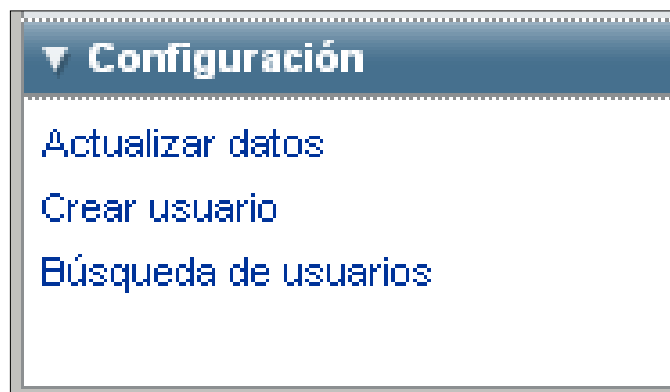 Configuración
Actualizar datos
Crear usuario
Búsqueda de usuarios